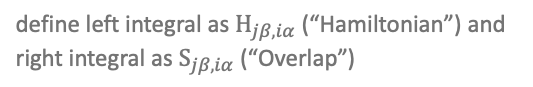 define left integral as H_{jβ,iα} (“Hamiltonian”) and
right integral as S_{jβ,iα} (“Overlap”)